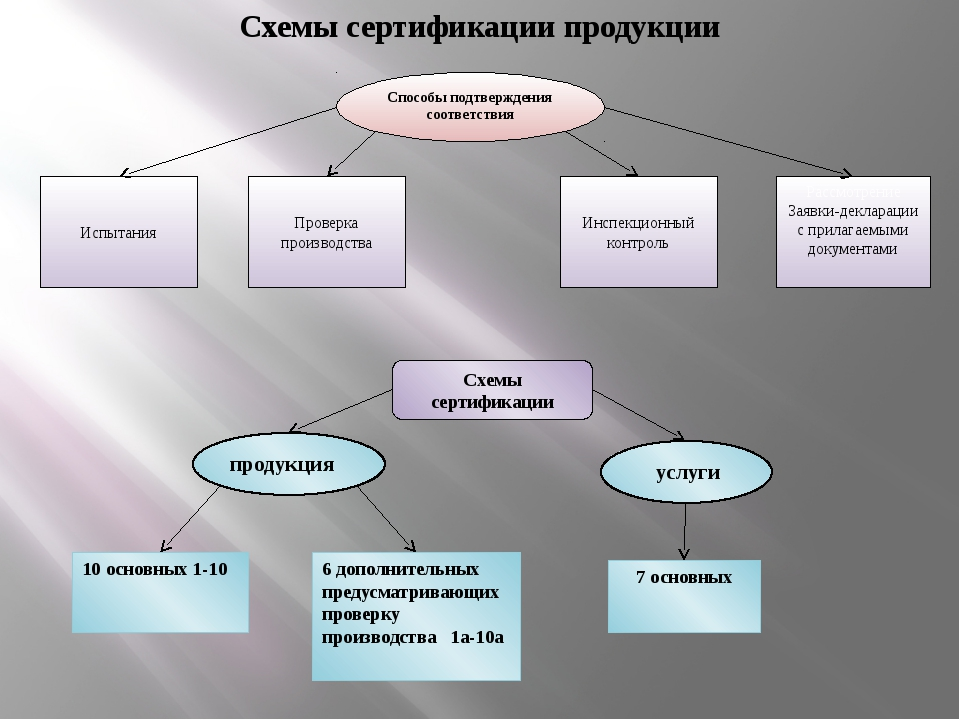 Схемы сертификации продукции
Способы подтверждения
соответствия
Испытания
Проверка
производства
Инспекционный
контроль
Заявки-декларации
с прилагаемыми
документами
Схемы
сертификации
продукция
услуги
10 основных 1-10
6 дополнительных
предусматривающих
проверку
производства 1а-10а
7 основных